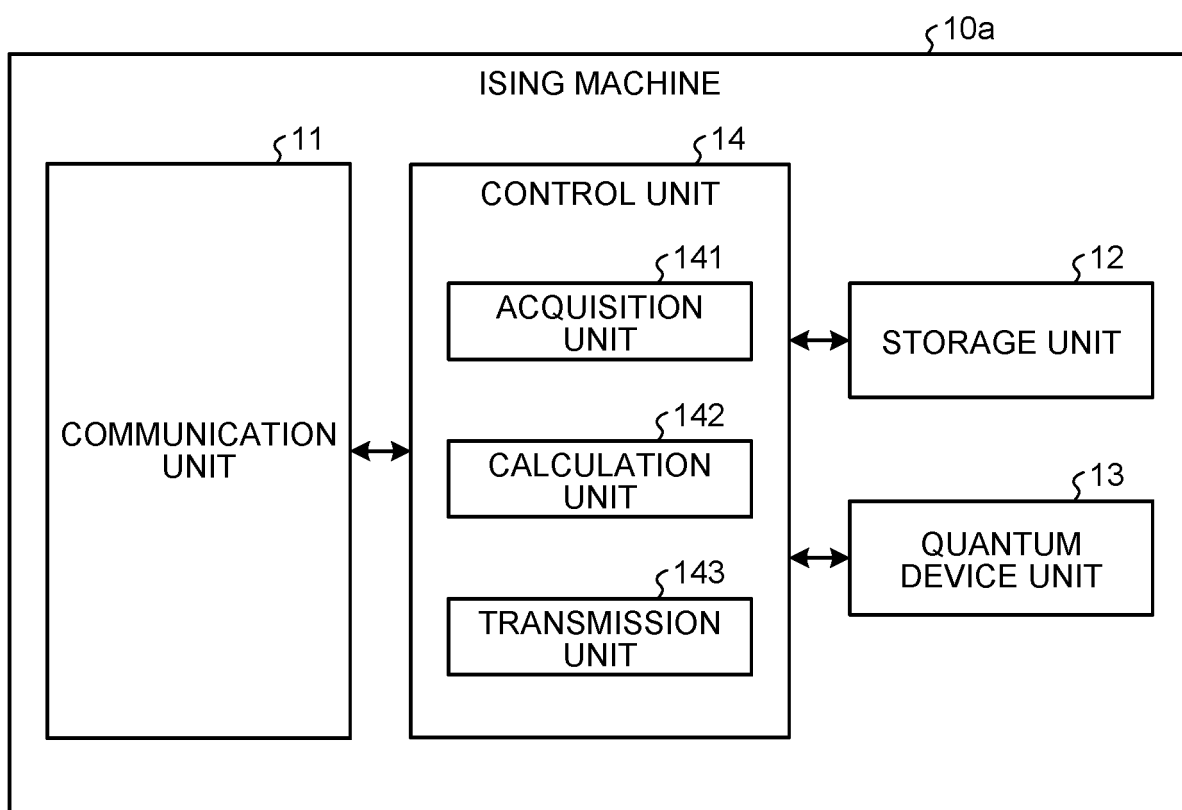 10a
ISING MACHINE
11
COMMUNICATION
UNIT
14
CONTROL UNIT
141
ACQUISITION
UNIT
142
CALCULATION
UNIT
143
TRANSMISSION
UNIT
12
STORAGE UNIT
13
QUANTUM
DEVICE UNIT